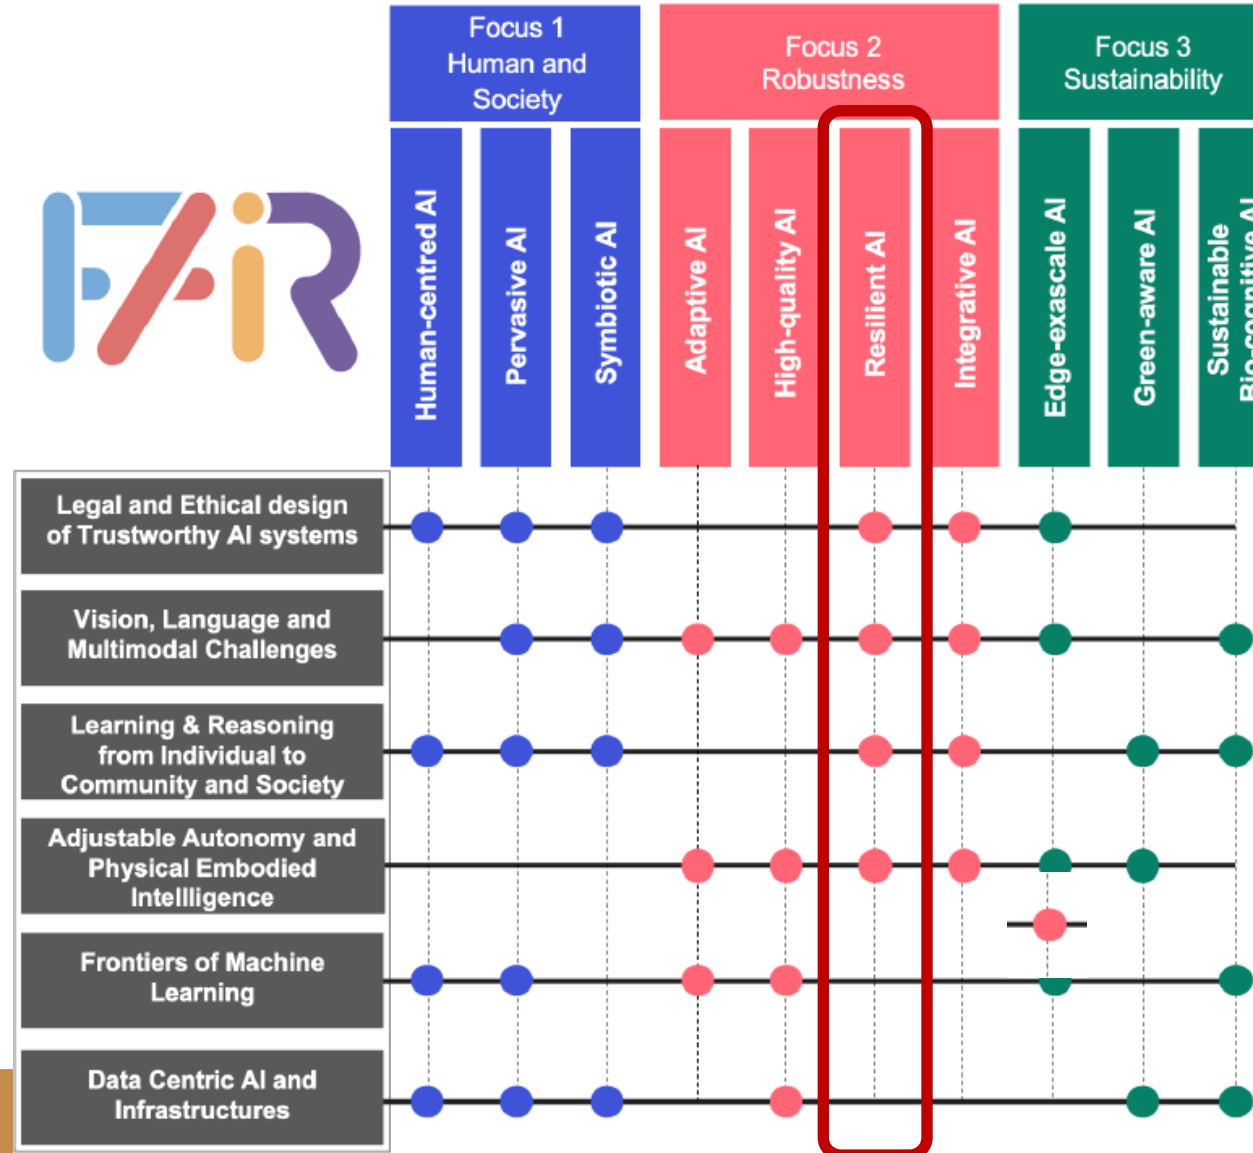 Focus 1
Human and
Society
Focus 2
Robustness
Focus 3
Sustainability
FAIR
Human-centred AI
Pervasive AI
Symbiotic AI
Adaptive AI
High-quality AI
Resilient AI
Integrative AI
Edge-exascale AI
Green-aware AI
Sustainable
Bio-cognitive AI
Legal and Ethical design
of Trustworthy AI systems
Vision, Language and
Multimodal Challenges
Learning & Reasoning
from Individual to
Community and Society
Adjustable Autonomy and
Physical Embodied
Intellligence
Frontiers of Machine
Learning
Data Centric AI and
Infrastructures